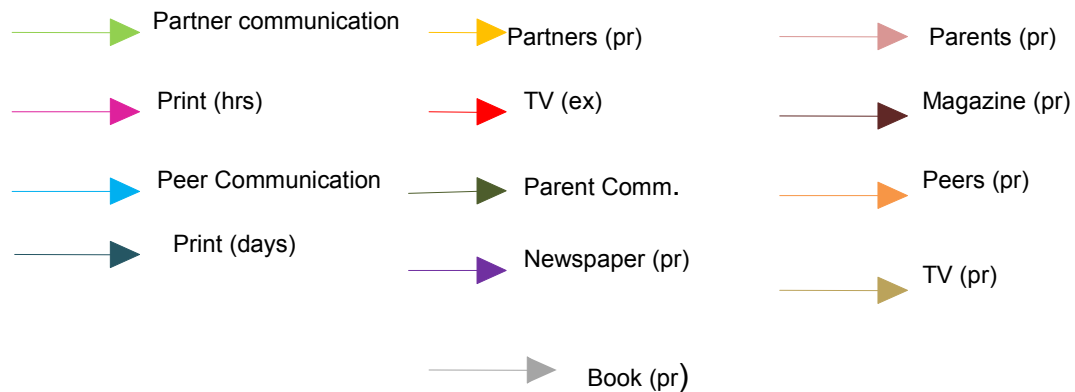 Partner communication
Partners (pr)
Parents (pr)
Print (hrs)
TV (ex)
Magazine (pr)
Peer Communication
Parent Comm.
Peers (pr)
Print (days)
Newspaper (pr)
TV (pr)
Book (pr)